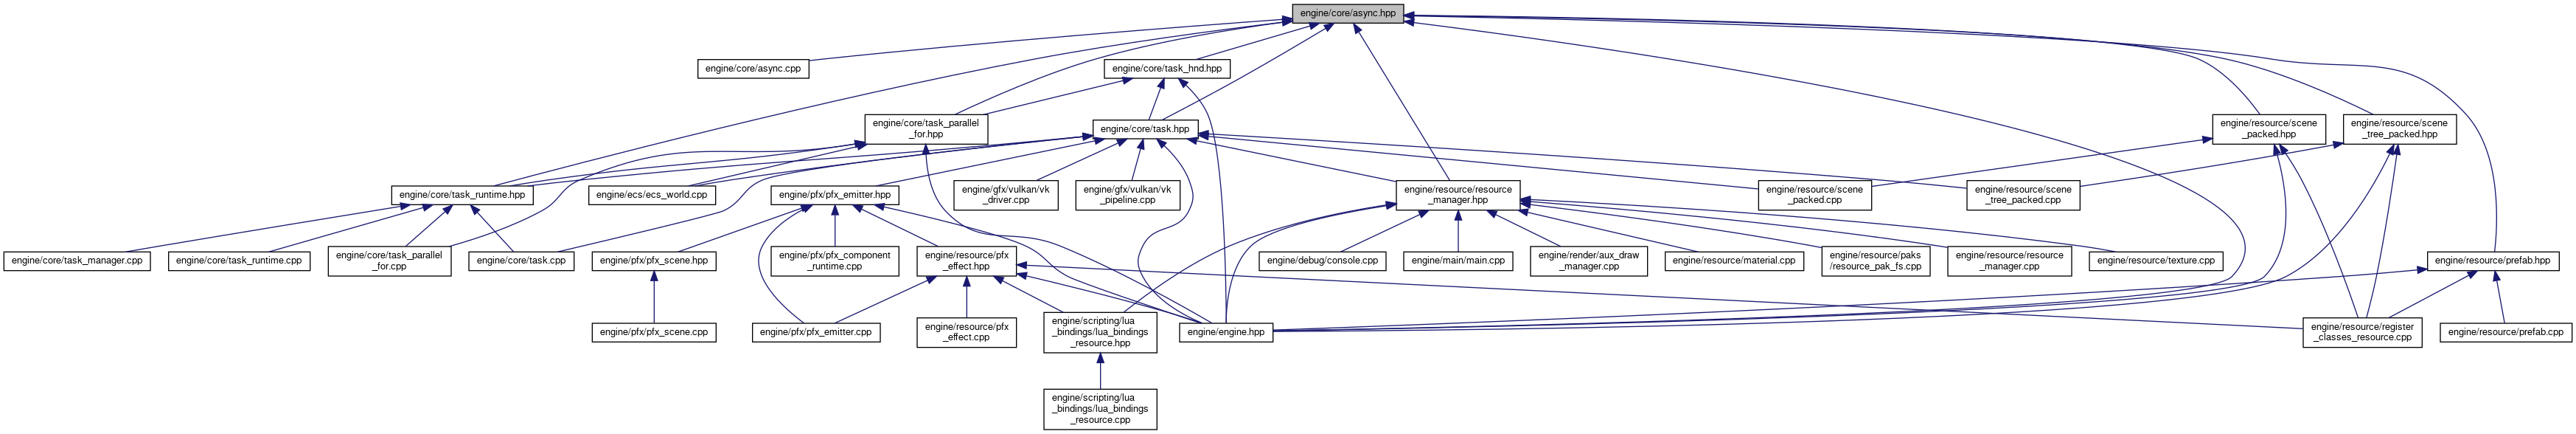 engine/core/async.hpp
engine/core/async.cpp
engine/core/task_hnd.hpp
engine/core/task_parallel
_for.hpp
engine/core/task.hpp
engine/resource/scene
_packed.hpp
engine/resource/scene
_tree_packed.hpp
engine/core/task_runtime.hpp
engine/ecs/ecs_world.cpp
engine/pfx/pfx_emitter.hpp
engine/gfx/vulkan/vk
_driver.cpp
engine/gfx/vulkan/vk
_pipeline.cpp
engine/resource/resource
_manager.hpp
engine/resource/scene
_packed.cpp
engine/resource/scene
_tree_packed.cpp
engine/core/task_manager.cpp
engine/core/task_runtime.cpp
engine/core/task_parallel
_for.cpp
engine/core/task.cpp
engine/pfx/pfx_scene.hpp
engine/pfx/pfx_component
_runtime.cpp
engine/resource/pfx
_effect.hpp
engine/debug/console.cpp
engine/main/main.cpp
engine/render/aux_draw
_manager.cpp
engine/resource/material.cpp
engine/resource/paks
/resource_pak_fs.cpp
engine/resource/resource
_manager.cpp
engine/resource/texture.cpp
engine/resource/prefab.hpp
engine/pfx/pfx_scene.cpp
engine/pfx/pfx_emitter.cpp
engine/resource/pfx
_effect.cpp
engine/scripting/lua
_bindings/lua_bindings
_resource.hpp
engine/engine.hpp
engine/resource/register
_classes_resource.cpp
engine/resource/prefab.cpp
engine/scripting/lua
_bindings/lua_bindings
_resource.cpp